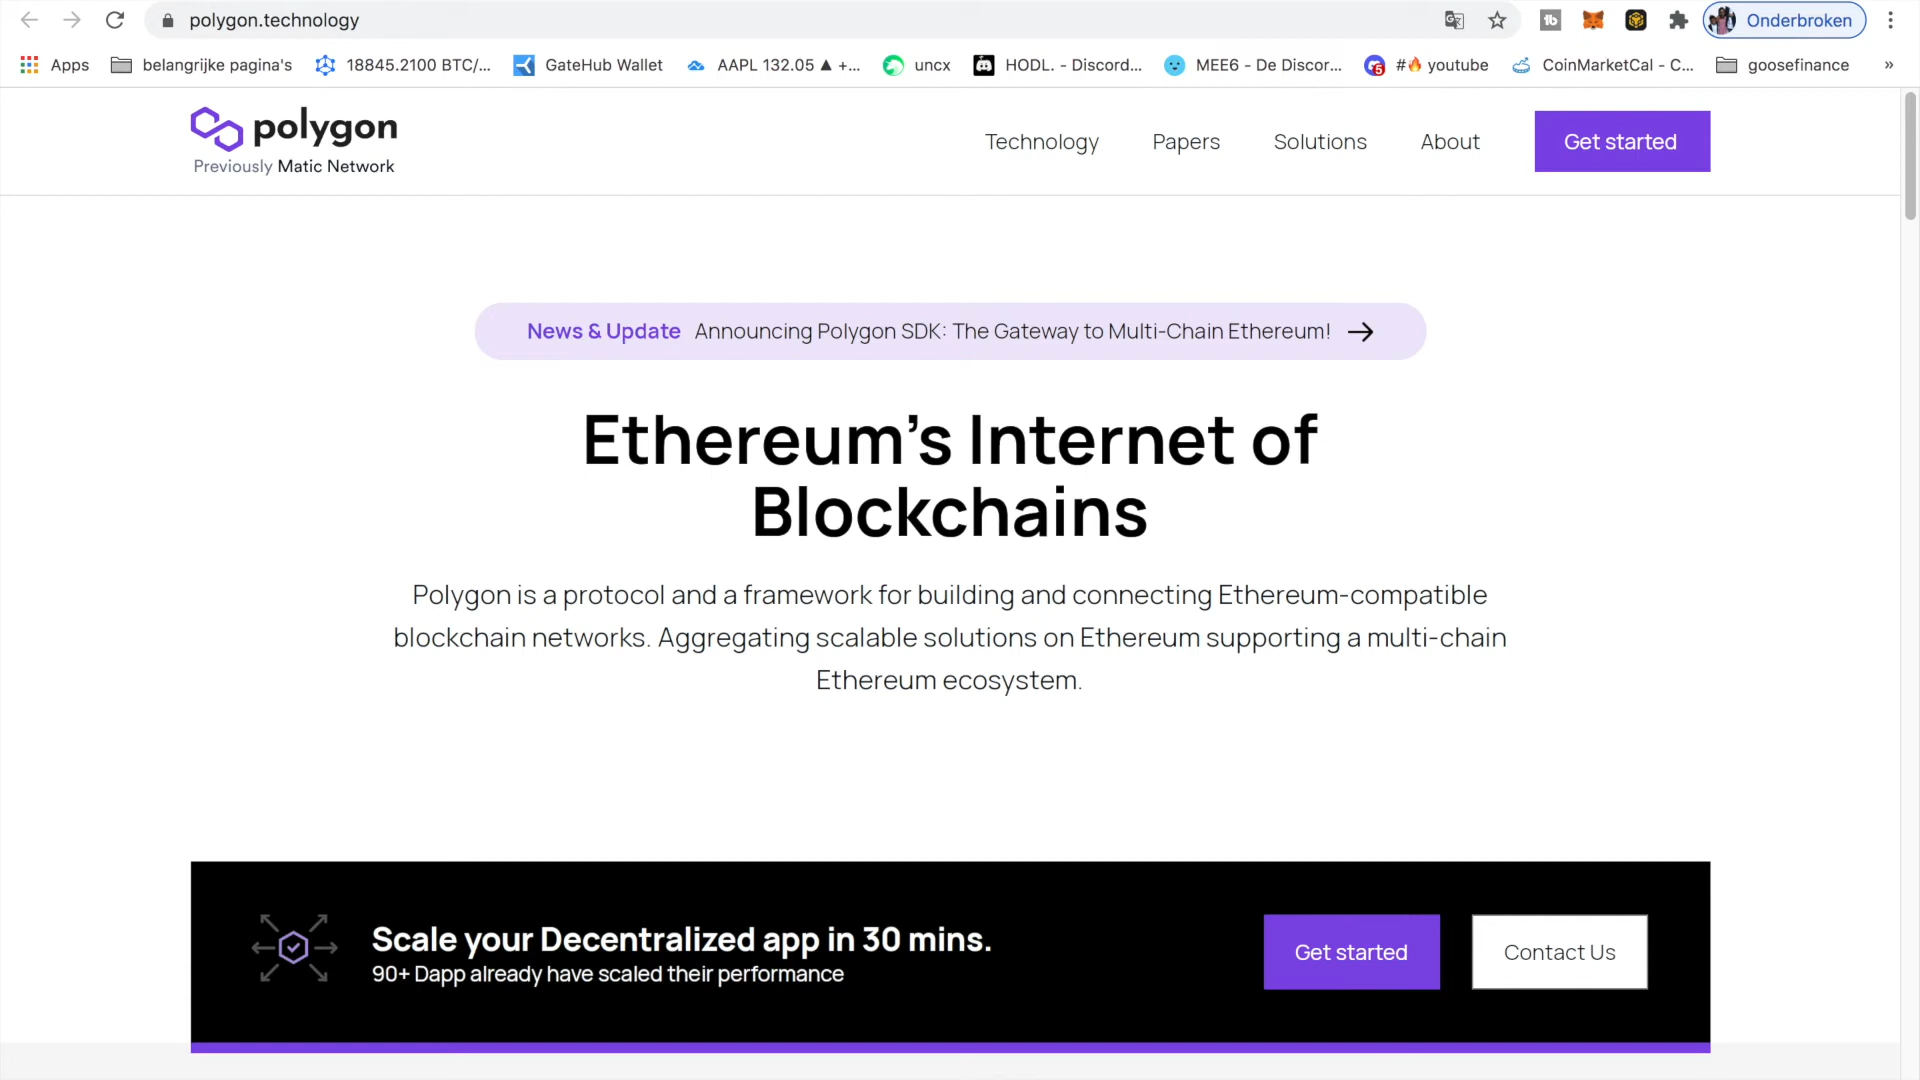 polygon.technology
Onderbroken
Apps
belangrijke pagina's
18845.2100 BTC/...
GateHub Wallet
AAPL 132.05 ▲ +...
uncx
HODL. - Discord...
MEE6 - De Discor...
#🔥 youtube
CoinMarketCal - C...
goosefinance
»
polygon
Previously Matic Network
Technology
Papers
Solutions
About
Get started
News & Update Announcing Polygon SDK: The Gateway to Multi-Chain Ethereum! →
Ethereum’s Internet of
Blockchains
Polygon is a protocol and a framework for building and connecting Ethereum-compatible
blockchain networks. Aggregating scalable solutions on Ethereum supporting a multi-chain
Ethereum ecosystem.
Scale your Decentralized app in 30 mins.
90+ Dapp already have scaled their performance
Get started
Contact Us